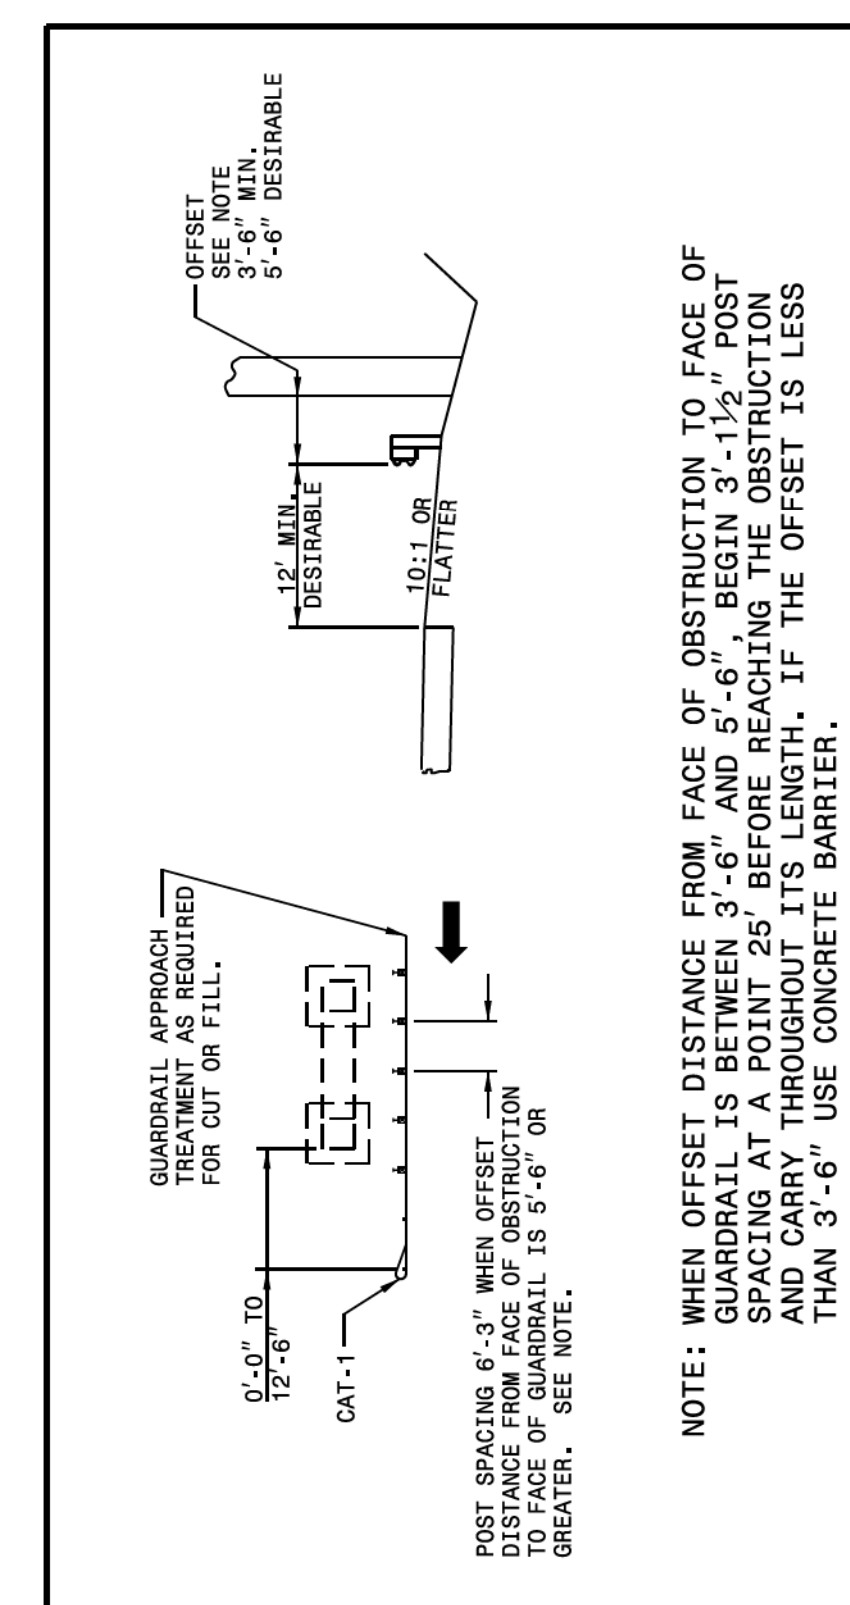 GUARDRAIL APPROACH
TREATMENT AS REQUIRED
FOR CUT OR FILL.
0'-0" TO
12'-6"
CAT-1
POST SPACING 6'-3" WHEN OFFSET
DISTANCE FROM FACE OF OBSTRUCTION
TO FACE OF GUARDRAIL IS 5'-6" OR
GREATER. SEE NOTE.
OFFSET
SEE NOTE
3'-6" MIN.
5'-6" DESIRABLE
12' MIN.
DESIRABLE
10:1 OR
FLATTER
NOTE: WHEN OFFSET DISTANCE FROM FACE OF OBSTRUCTION TO FACE OF
GUARDRAIL IS BETWEEN 3'-6" AND 5'-6", BEGIN 3'-1½" POST
SPACING AT A POINT 25' BEFORE REACHING THE OBSTRUCTION
AND CARRY THROUGHOUT ITS LENGTH. IF THE OFFSET IS LESS
THAN 3'-6" USE CONCRETE BARRIER.